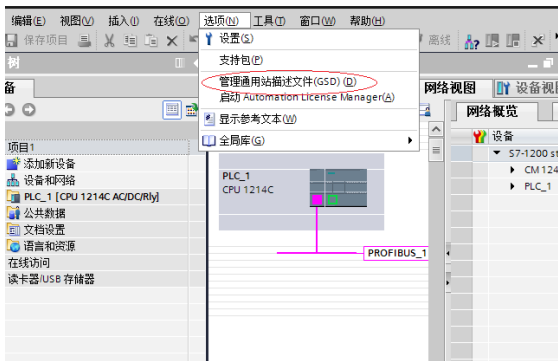 编辑(E) 视图(V) 插入(I) 在线(O) 选项(N) 工具(T) 窗口(W) 帮助(H)
保存项目
离线
设置(S)
支持包(P)
管理通用站描述文件(GSD) (D)
启动 Automation License Manager(A)
显示参考文本(W)
全局库(G)
树
网络视图
设备视
网络概览
设备
S7-1200 st
CM 124
PLC_1
项目1
添加新设备
设备和网络
PLC_1 [CPU 1214C AC/DC/Rly]
公共数据
文档设置
语言和资源
在线访问
读卡器/USB 存储器
PLC_1
CPU 1214C
PROFIBUS_1